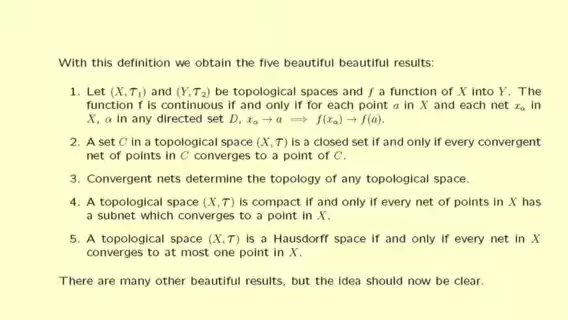 With this definition we obtain the five beautiful beautiful results:
1. Let (X, 𝒯₁) and (Y, 𝒯₂) be topological spaces and f a function of X into Y. The
function f is continuous if and only if for each point a in X and each net xα in
X, α in any directed set D, xα → a ⟹ f(xα) → f(a).
2. A set C in a topological space (X, 𝒯) is a closed set if and only if every convergent
net of points in C converges to a point of C.
3. Convergent nets determine the topology of any topological space.
4. A topological space (X, 𝒯) is compact if and only if every net of points in X has
a subnet which converges to a point in X.
5. A topological space (X, 𝒯) is a Hausdorff space if and only if every net in X
converges to at most one point in X.
There are many other beautiful results, but the idea should now be clear.